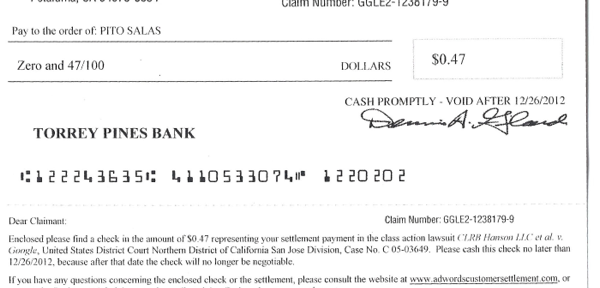 Claim Number: GGLE2-1238179-9
Pay to the order of: PITO SALAS
Zero and 47/100 DOLLARS $0.47
CASH PROMPTLY - VOID AFTER 12/26/2012
TORREY PINES BANK
⑆122243635⑆ 4110533074⑈ 1220202
Dear Claimant: Claim Number: GGLE2-1238179-9
Enclosed please find a check in the amount of $0.47 representing your settlement payment in the class action lawsuit CLRB Hanson LLC et al. v.
Google, United States District Court Northern District of California San Jose Division, Case No. C 05-03649. Please cash this check no later than
12/26/2012, because after that date the check will no longer be negotiable.
If you have any questions concerning the enclosed check or the settlement, please consult the website at www.adwordscustomersettlement.com, or